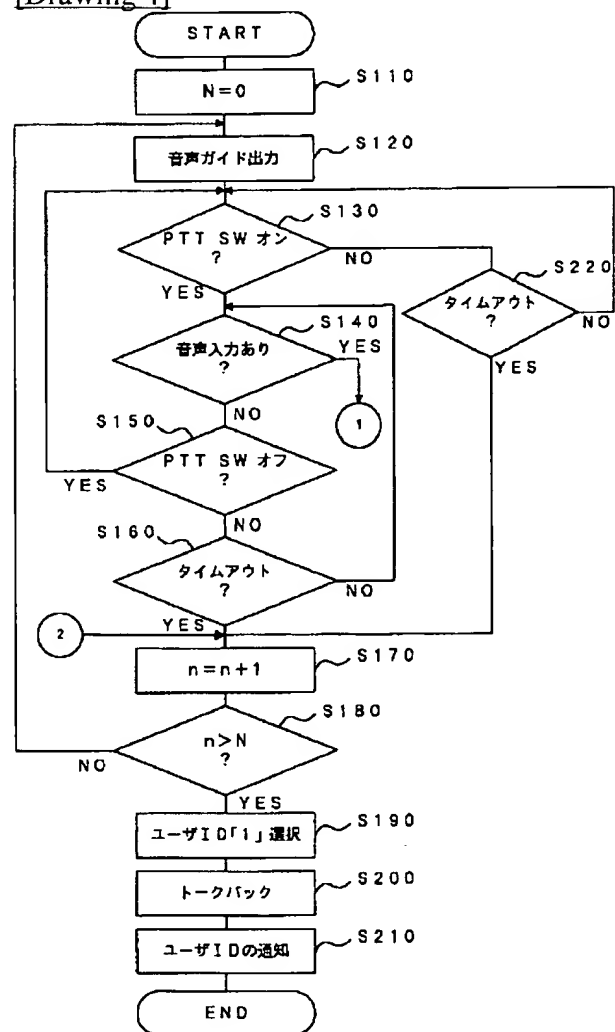 [Drawing 4]
START
N=0
S110
音声ガイド出力
S120
PTT SW オン
?
S130
YES
NO
タイムアウト
?
S220
NO
YES
音声入力あり
?
S140
YES
NO
1
PTT SW オフ
?
S150
YES
NO
タイムアウト
?
S160
NO
YES
2
n=n+1
S170
n>N
?
S180
NO
YES
ユーザID「1」選択
S190
トークバック
S200
ユーザIDの通知
S210
END